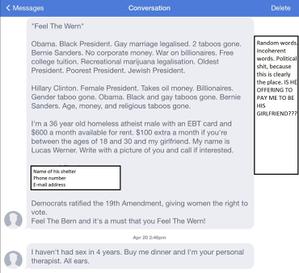 Messages
Conversation
Delete
"Feel The Wern"
Obama. Black President. Gay marriage legalised. 2 taboos gone.
Bernie Sanders. No corporate money. War on billionaires. Free
college tuition. Recreational marijuana legalisation. Oldest
President. Poorest President. Jewish President.
Hillary Clinton. Female President. Takes oil money. Billionaires.
Gender taboo gone. Obama. Black and gay taboos gone. Bernie
Sanders. Age, money, and religious taboos gone.
I'm a 36 year old homeless atheist male with an EBT card and
$600 a month available for rent. $100 extra a month if you're
between the ages of 18 and 30 and my girlfriend. My name is
Lucas Werner. Write with a picture of you and call if interested.
Name of his shelter
Phone number
E-mail address
Democrats ratified the 19th Amendment, giving women the right to
vote.
Feel The Bern and it's a must that you Feel The Wern!
Random words.
Incoherent
words. Political
shit, because
this is clearly
the place. IS HE
OFFERING TO
PAY ME TO BE
HIS
GIRLFRIEND???
Apr 20 3:46pm
I haven't had sex in 4 years. Buy me dinner and I'm your personal
therapist. All ears.